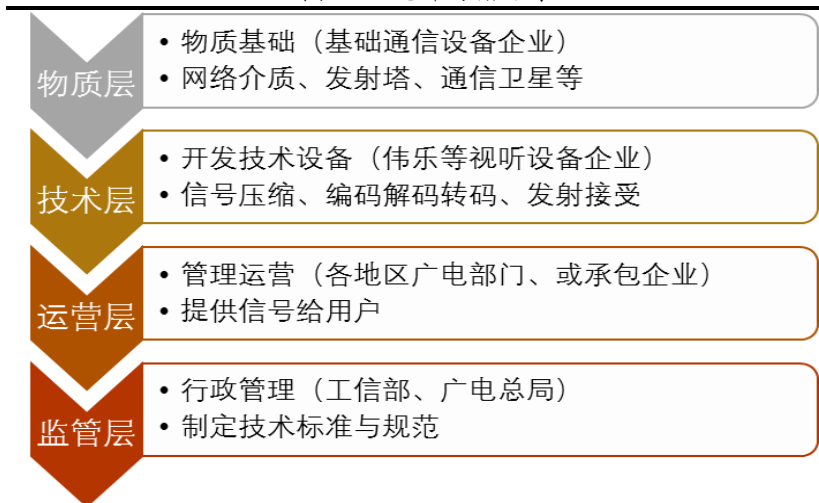 物质层
• 物质基础（基础通信设备企业）
• 网络介质、发射塔、通信卫星等
技术层
• 开发技术设备（伟乐等视听设备企业）
• 信号压缩、编码解码转码、发射接受
运营层
• 管理运营（各地区广电部门、或承包企业）
• 提供信号给用户
监管层
• 行政管理（工信部、广电总局）
• 制定技术标准与规范